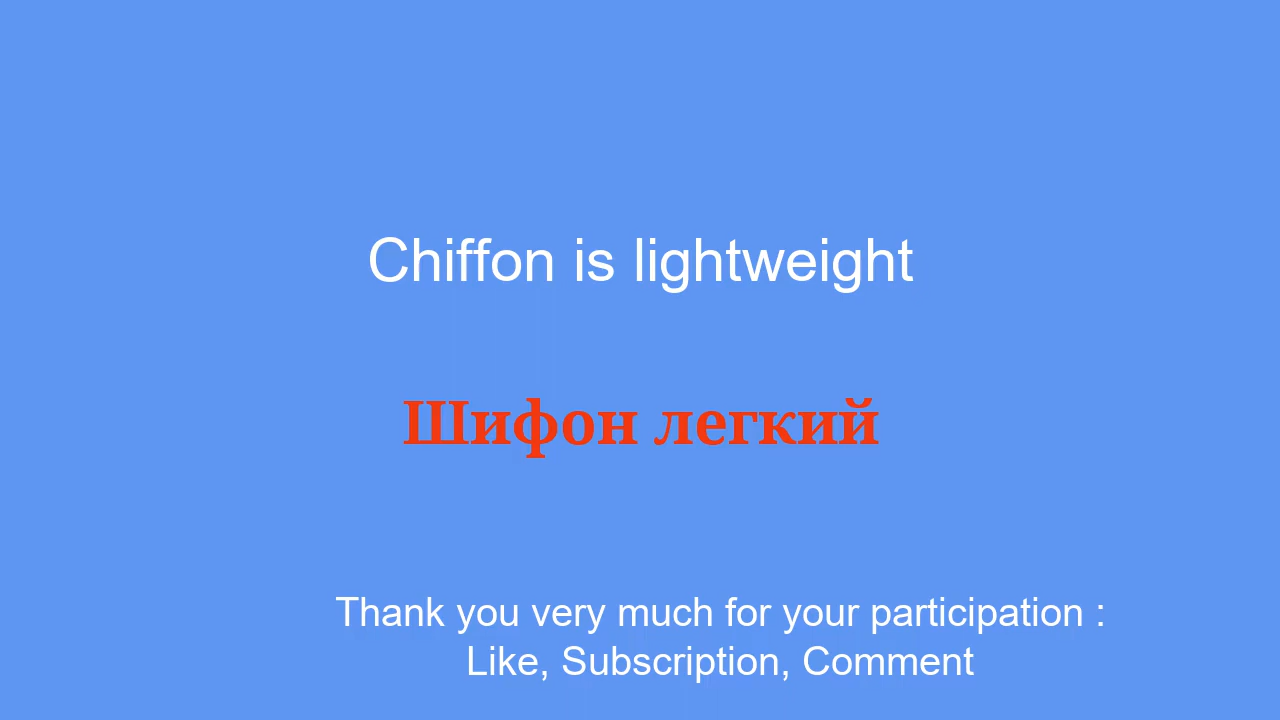 Chiffon is lightweight
Шифон легкий
Thank you very much for your participation :
Like, Subscription, Comment